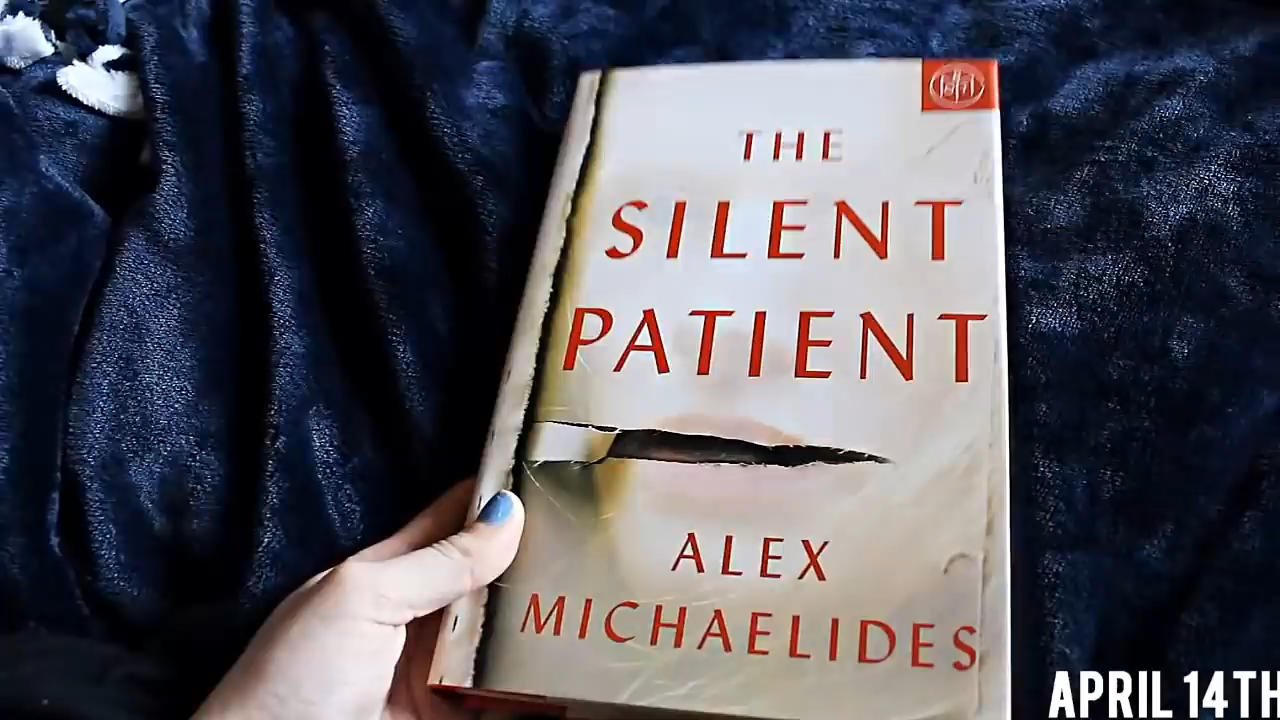 THE
SILENT
PATIENT
ALEX
MICHAELIDES
APRIL 14TH